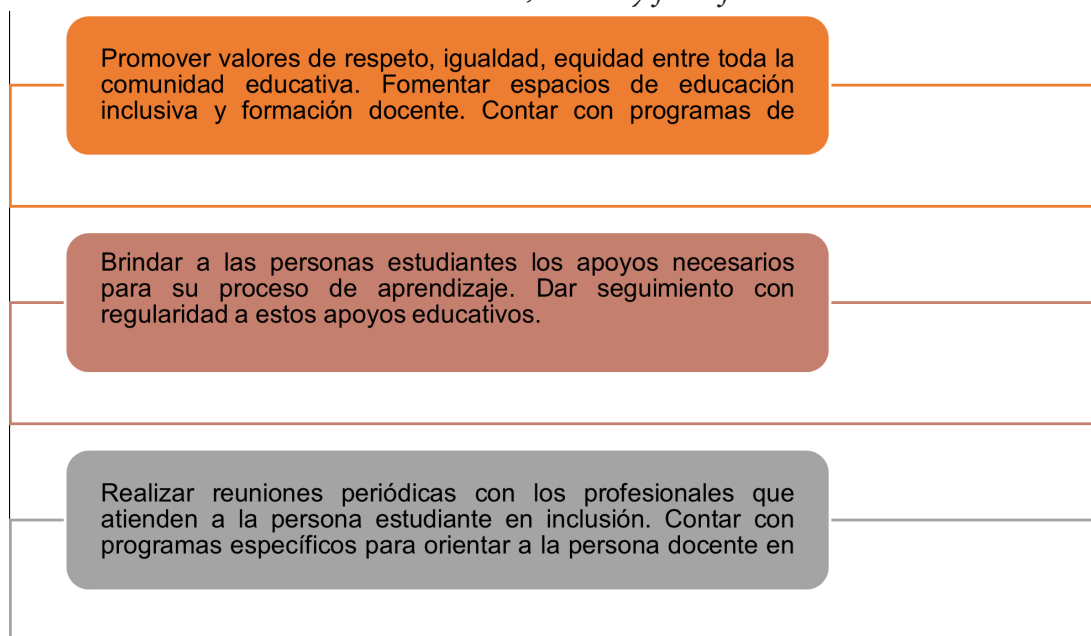 Promover valores de respeto, igualdad, equidad entre toda la
comunidad educativa. Fomentar espacios de educación
inclusiva y formación docente. Contar con programas de
Brindar a las personas estudiantes los apoyos necesarios
para su proceso de aprendizaje. Dar seguimiento con
regularidad a estos apoyos educativos.
Realizar reuniones periódicas con los profesionales que
atienden a la persona estudiante en inclusión. Contar con
programas específicos para orientar a la persona docente en